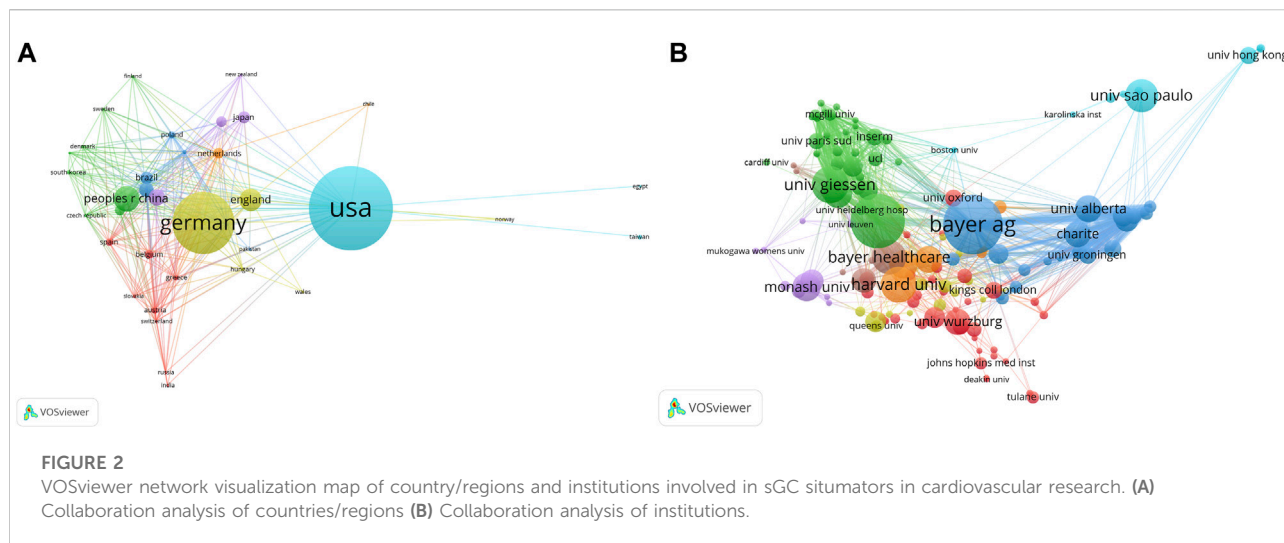 A
finland
new zealand
chile
sweden
japan
poland
denmark
netherlands
south korea
brazil
egypt
peoples r china
england
usa
czech republic
germany
norway
taiwan
spain
pakistan
belgium
hungary
greece
wales
slovakia
austria
switzerland
russia
india
VOSviewer
B
univ hong kong
univ sao paulo
mcgill univ
karolinska inst
univ paris sud
inserm
boston univ
cardiff univ
ucl
univ giessen
univ oxford
univ alberta
univ heidelberg hosp
bayer ag
univ leuven
charite
mukogawa womens univ
bayer healthcare
univ groningen
monash univ
harvard univ
kings coll london
queens univ
univ wurzburg
johns hopkins med inst
deakin univ
tulane univ
VOSviewer
FIGURE 2
VOSviewer network visualization map of country/regions and institutions involved in sGC situmators in cardiovascular research. (A)
Collaboration analysis of countries/regions (B) Collaboration analysis of institutions.